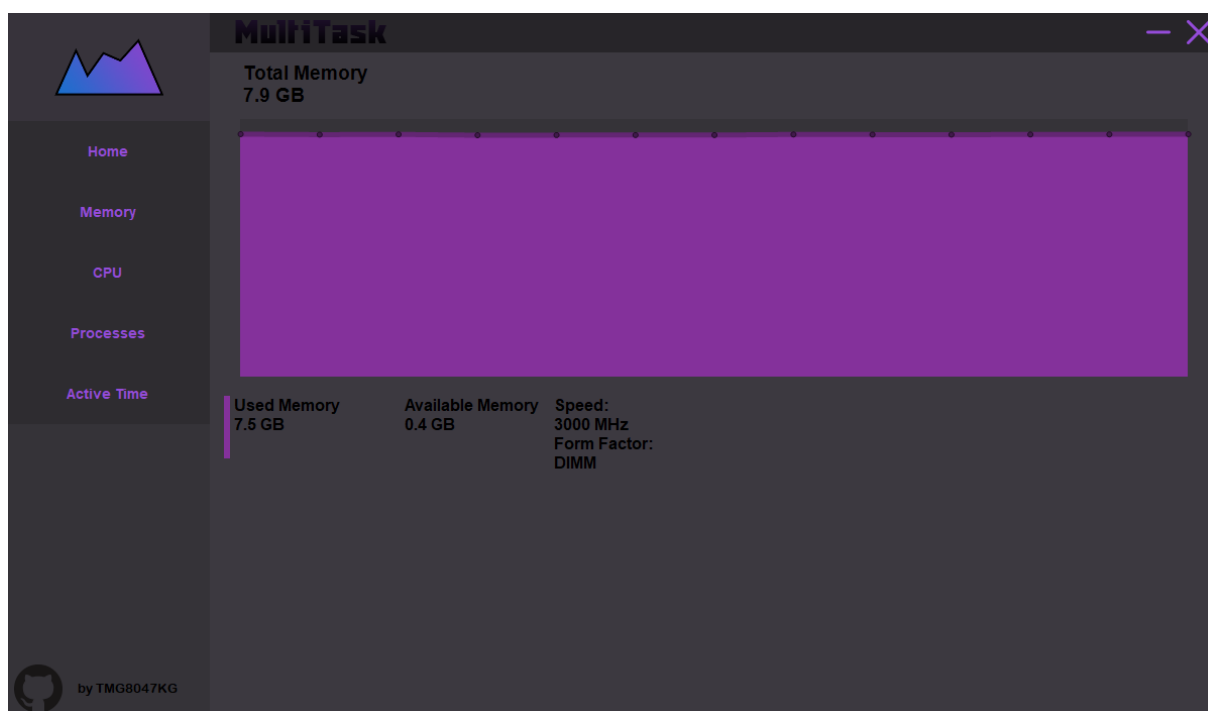 MultiTask
Total Memory
7.9 GB
Home
Memory
CPU
Processes
Active Time
Used Memory
7.5 GB
Available Memory
0.4 GB
Speed:
3000 MHz
Form Factor:
DIMM
by TMG8047KG